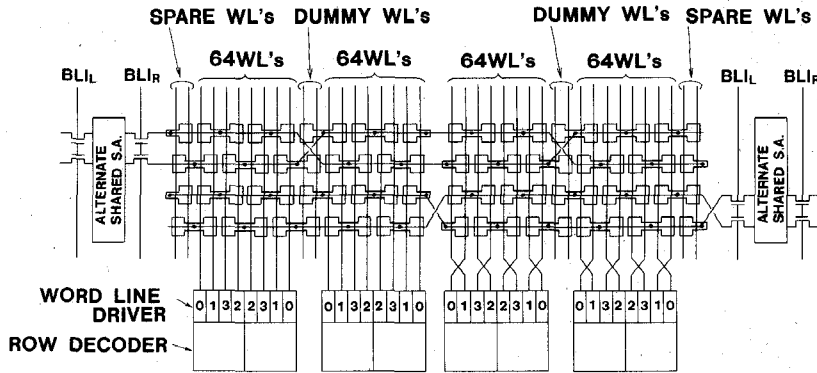 SPARE WL's DUMMY WL's DUMMY WL's SPARE WL's
64WL's 64WL's 64WL's 64WL's
BLIL BLIR BLIL BLIR
ALTERNATE SHARED S.A.
ALTERNATE SHARED S.A.
WORD LINE DRIVER
0 1 3 2 2 3 1 0 0 1 3 2 2 3 1 0 0 1 3 2 2 3 1 0 0 1 3 2 2 3 1 0
ROW DECODER